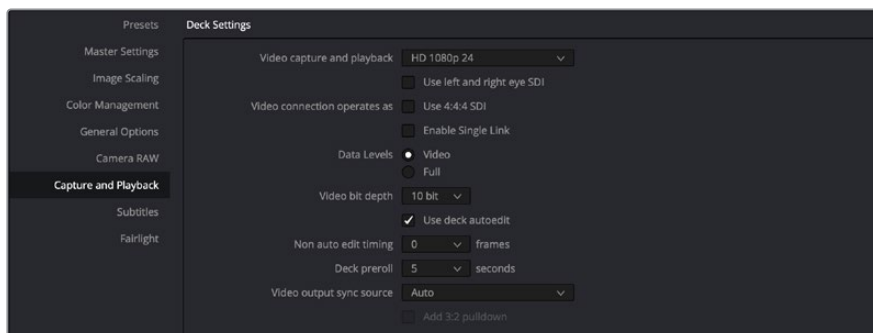 Presets
Master Settings
Image Scaling
Color Management
General Options
Camera RAW
Capture and Playback
Subtitles
Fairlight
Deck Settings
Video capture and playback HD 1080p 24
Use left and right eye SDI
Video connection operates as Use 4:4:4 SDI
Enable Single Link
Data Levels Video
Full
Video bit depth 10 bit
Use deck autoedit
Non auto edit timing 0 frames
Deck preroll 5 seconds
Video output sync source Auto
Add 3:2 pulldown